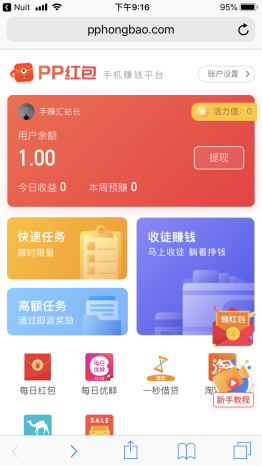 Nuit 下午9:16 95%
pphongbao.com
PP红包 手机赚钱平台 账户设置 >
手赚汇站长 活力值：0
用户余额
1.00 提现
今日收益 0 本周预赚 0
快速任务
限时限量
收徒赚钱
马上收徒 躺着挣钱
高额任务
通过即返奖励
领红包
每日红包 每日优鲜 一秒借贷 淘
新手教程
每日
优鲜
淘
SALE